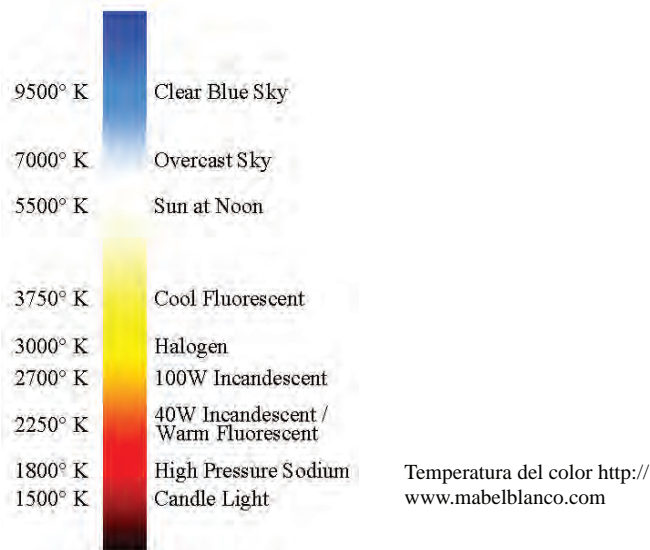 9500° K Clear Blue Sky
7000° K Overcast Sky
5500° K Sun at Noon
3750° K Cool Fluorescent
3000° K Halogen
2700° K 100W Incandescent
2250° K 40W Incandescent /
Warm Fluorescent
1800° K High Pressure Sodium
1500° K Candle Light
Temperatura del color http://
www.mabelblanco.com